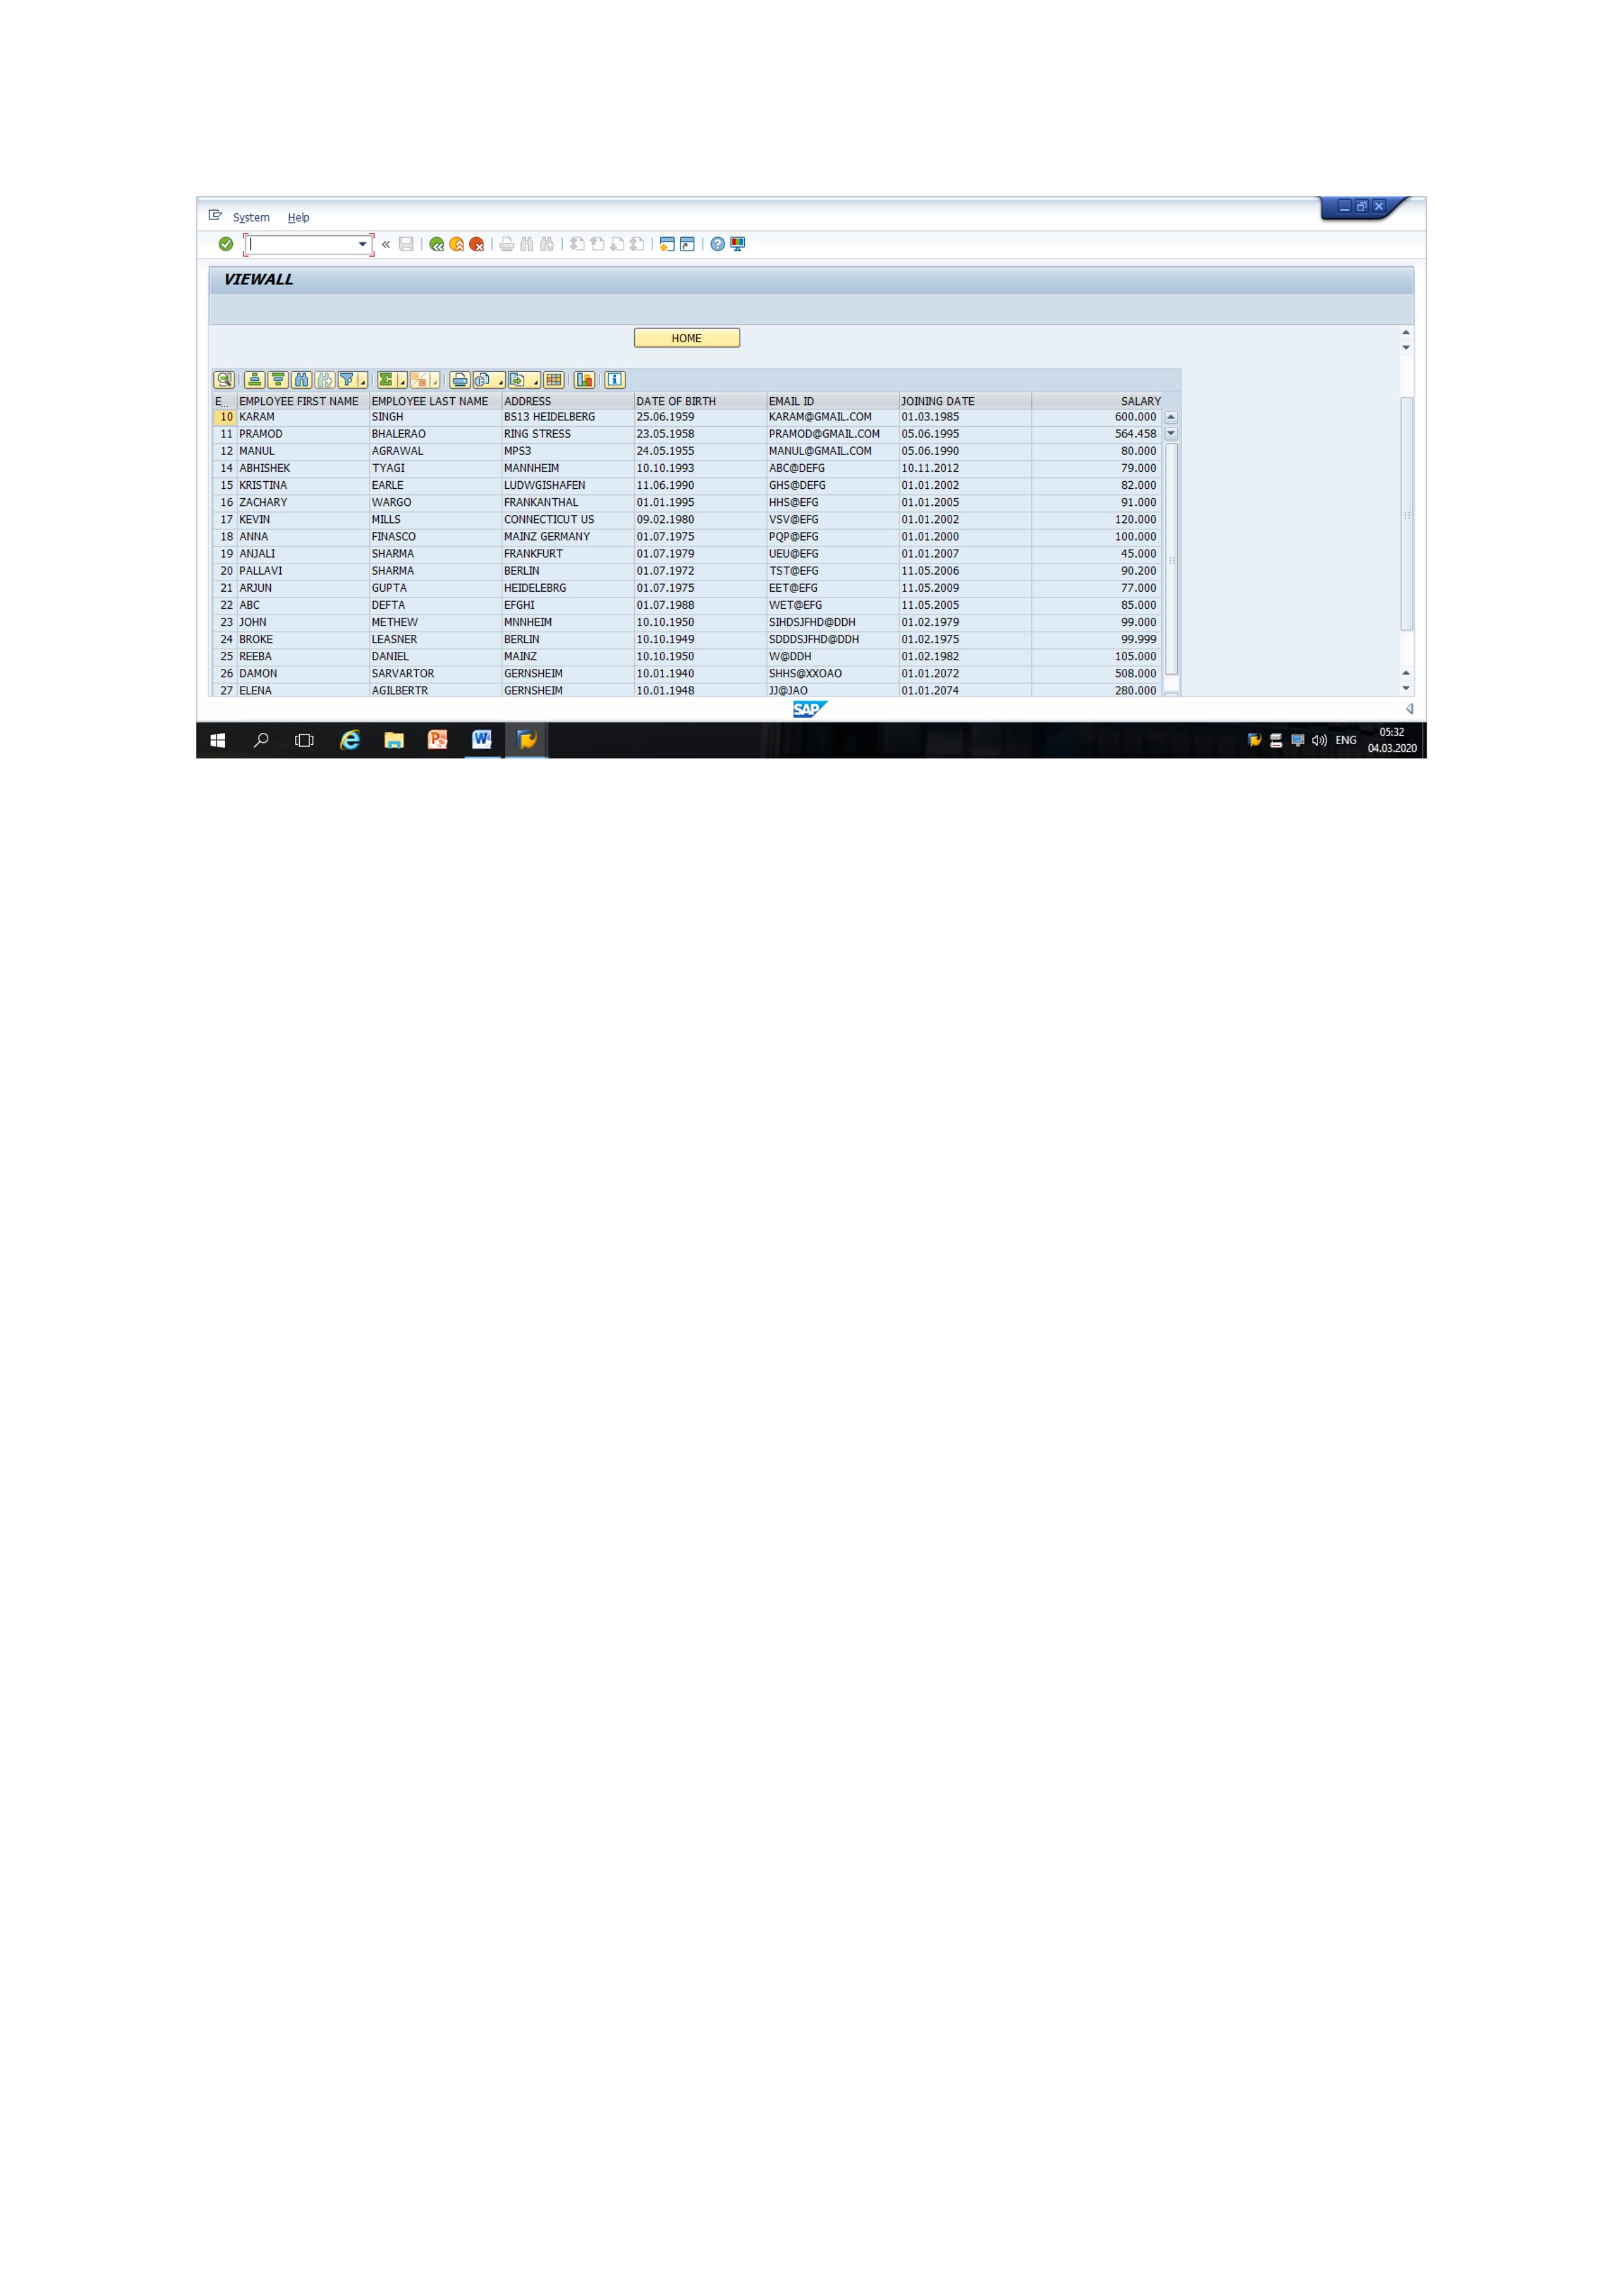 System Help
VIEWALL
HOME
E... EMPLOYEE FIRST NAME EMPLOYEE LAST NAME ADDRESS DATE OF BIRTH EMAIL ID JOINING DATE SALARY
10 KARAM SINGH BS13 HEIDELBERG 25.06.1959 KARAM@GMAIL.COM 01.03.1985 600.000
11 PRAMOD BHALERAO RING STRESS 23.05.1958 PRAMOD@GMAIL.COM 05.06.1995 564.458
12 MANUL AGRAWAL MPS3 24.05.1955 MANUL@GMAIL.COM 05.06.1990 80.000
14 ABHISHEK TYAGI MANNHEIM 10.10.1993 ABC@DEFG 10.11.2012 79.000
15 KRISTINA EARLE LUDWGISHAFEN 11.06.1990 GHS@DEFG 01.01.2002 82.000
16 ZACHARY WARGO FRANKANTHAL 01.01.1995 HHS@EFG 01.01.2005 91.000
17 KEVIN MILLS CONNECTICUT US 09.02.1980 VSV@EFG 01.01.2002 120.000
18 ANNA FINASCO MAINZ GERMANY 01.07.1975 PQP@EFG 01.01.2000 100.000
19 ANJALI SHARMA FRANKFURT 01.07.1979 UEU@EFG 01.01.2007 45.000
20 PALLAVI SHARMA BERLIN 01.07.1972 TST@EFG 11.05.2006 90.200
21 ARJUN GUPTA HEIDELEBRG 01.07.1975 EET@EFG 11.05.2009 77.000
22 ABC DEFTA EFGHI 01.07.1988 WET@EFG 11.05.2005 85.000
23 JOHN METHEW MNNHEIM 10.10.1950 SIHDSJFHD@DDH 01.02.1979 99.000
24 BROKE LEASNER BERLIN 10.10.1949 SDDDSJFHD@DDH 01.02.1975 99.999
25 REEBA DANIEL MAINZ 10.10.1950 W@DDH 01.02.1982 105.000
26 DAMON SARVARTOR GERNSHEIM 10.01.1940 SHHS@XXOAO 01.01.2072 508.000
27 ELENA AGILBERTR GERNSHEIM 10.01.1948 JJ@JAO 01.01.2074 280.000
SAP
ENG 05:32
04.03.2020